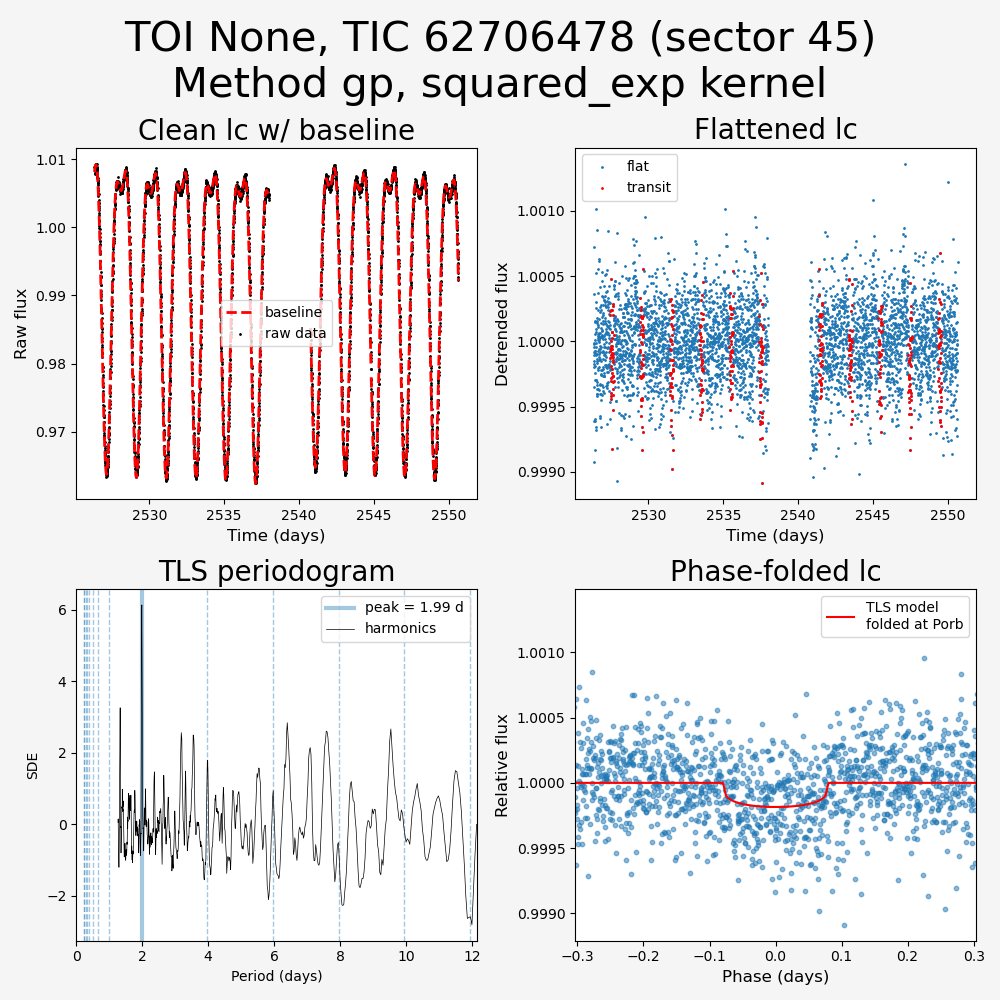 TOI None, TIC 62706478 (sector 45)
Method gp, squared_exp kernel
Clean lc w/ baseline
Raw flux
1.01
1.00
0.99
0.98
0.97
baseline
raw data
2530
2535
2540
2545
2550
Time (days)
Flattened lc
Detrended flux
flat
transit
1.0010
1.0005
1.0000
0.9995
0.9990
2530
2535
2540
2545
2550
Time (days)
TLS periodogram
SDE
6
4
2
0
−2
peak = 1.99 d
harmonics
0
2
4
6
8
10
12
Period (days)
Phase-folded lc
Relative flux
TLS model
folded at Porb
1.0010
1.0005
1.0000
0.9995
0.9990
−0.3
−0.2
−0.1
0.0
0.1
0.2
0.3
Phase (days)